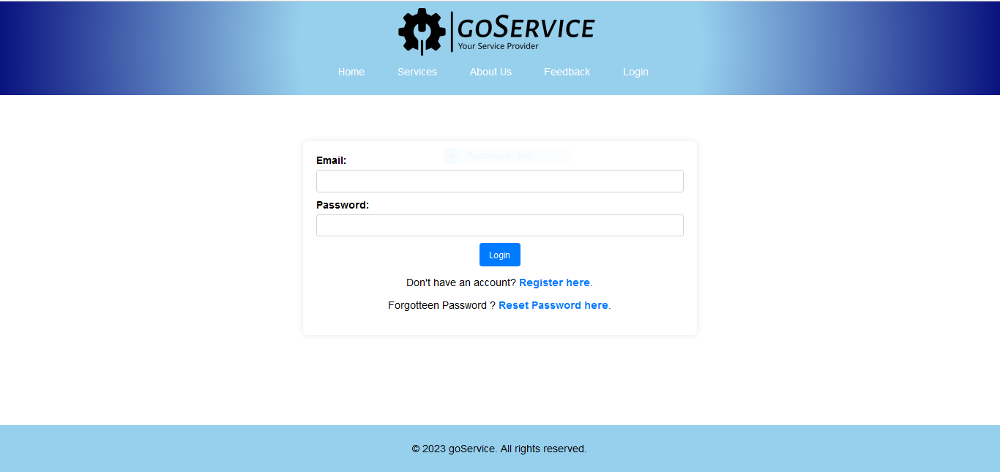 goService
Your Service Provider
Home Services About Us Feedback Login
Rectangular Snip
Email:
Password:
Login
Don't have an account? Register here.
Forgotteen Password ? Reset Password here.
© 2023 goService. All rights reserved.